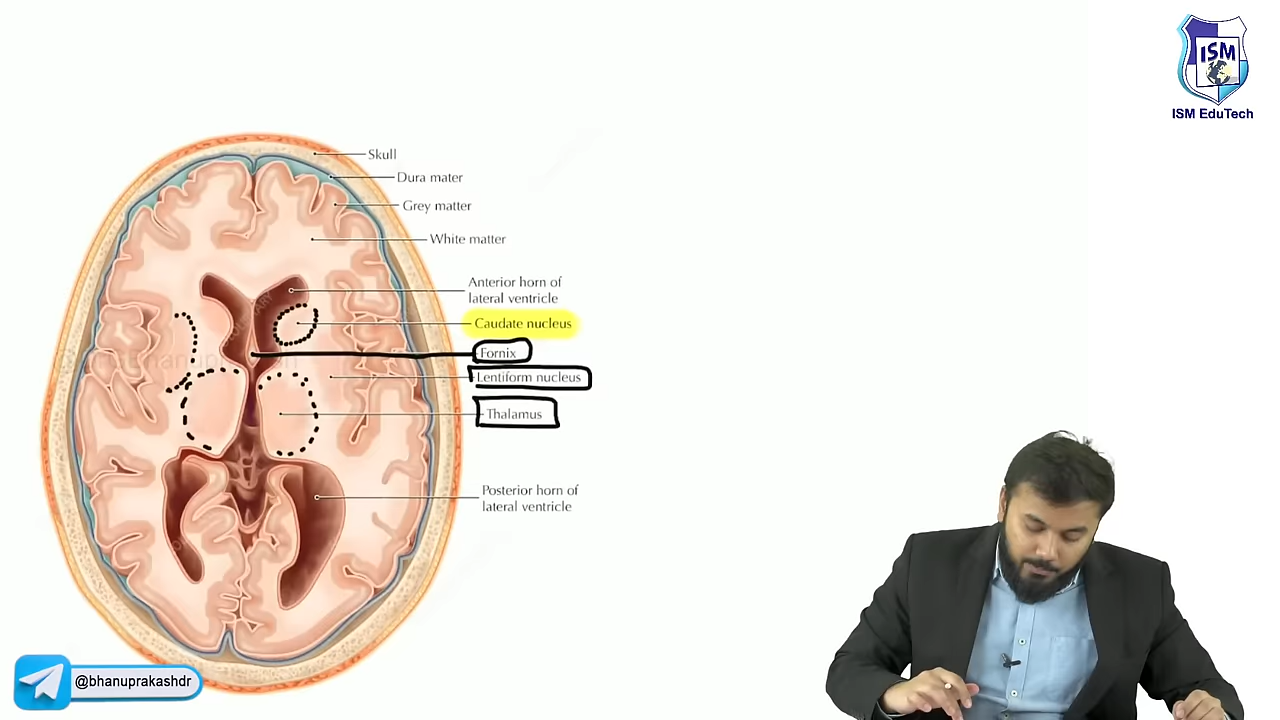 ISM
ISM EduTech
Skull
Dura mater
Grey matter
White matter
Anterior horn of
lateral ventricle
Caudate nucleus
Fornix
Lentiform nucleus
Thalamus
Posterior horn of
lateral ventricle
@bhanuprakashdr